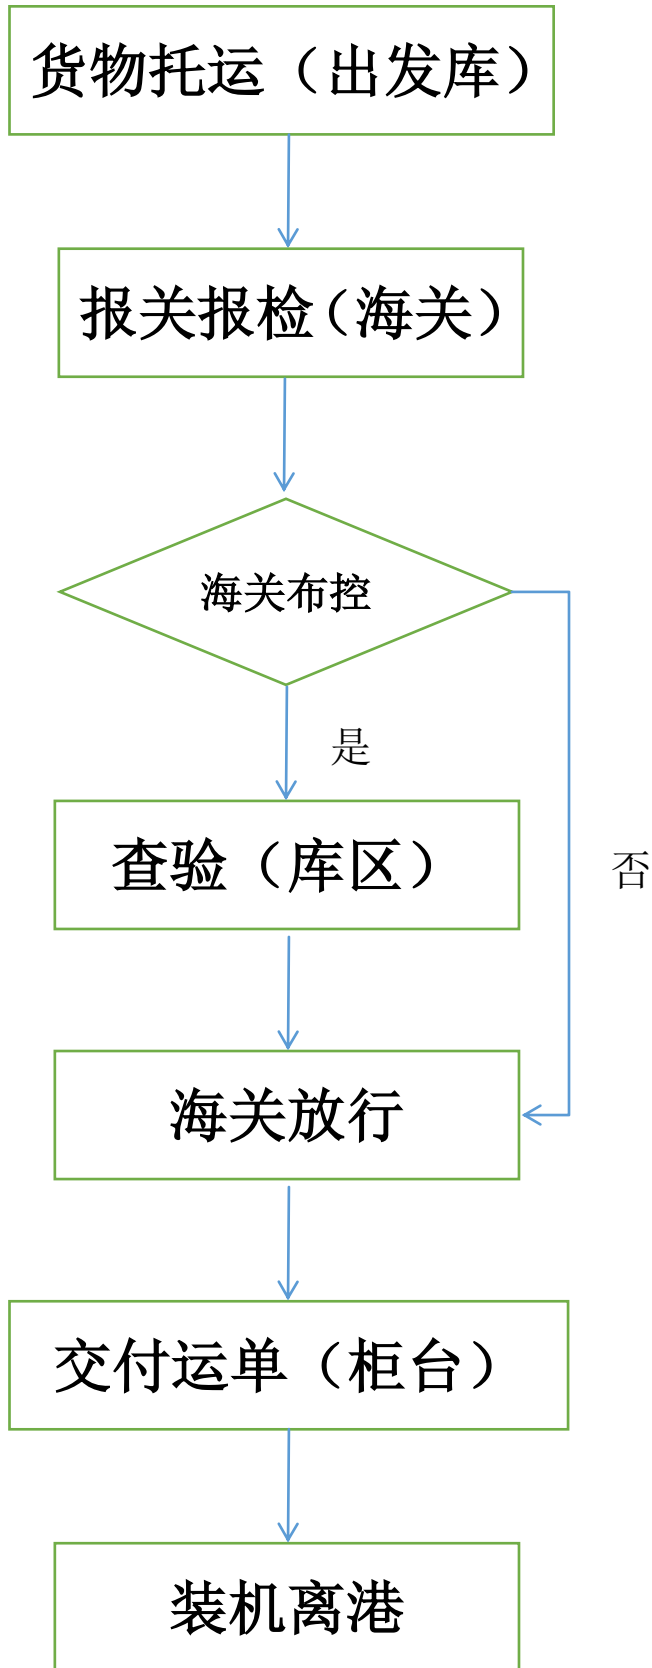 货物托运（出发库）
报关报检（海关）
海关布控
是
查验（库区）
否
海关放行
交付运单（柜台）
装机离港